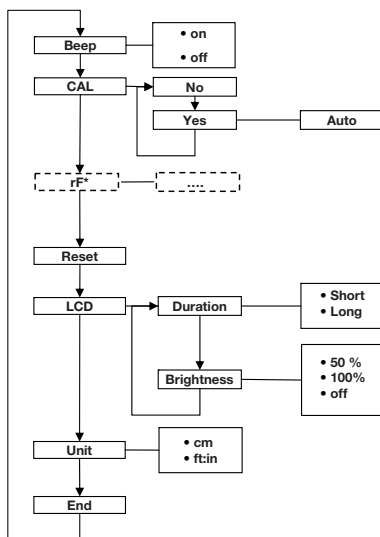 Beep
• on
• off
CAL
No
Yes
Auto
rF*
....
Reset
LCD
Duration
• Short
• Long
Brightness
• 50 %
• 100%
• off
Unit
• cm
• ft:in
End